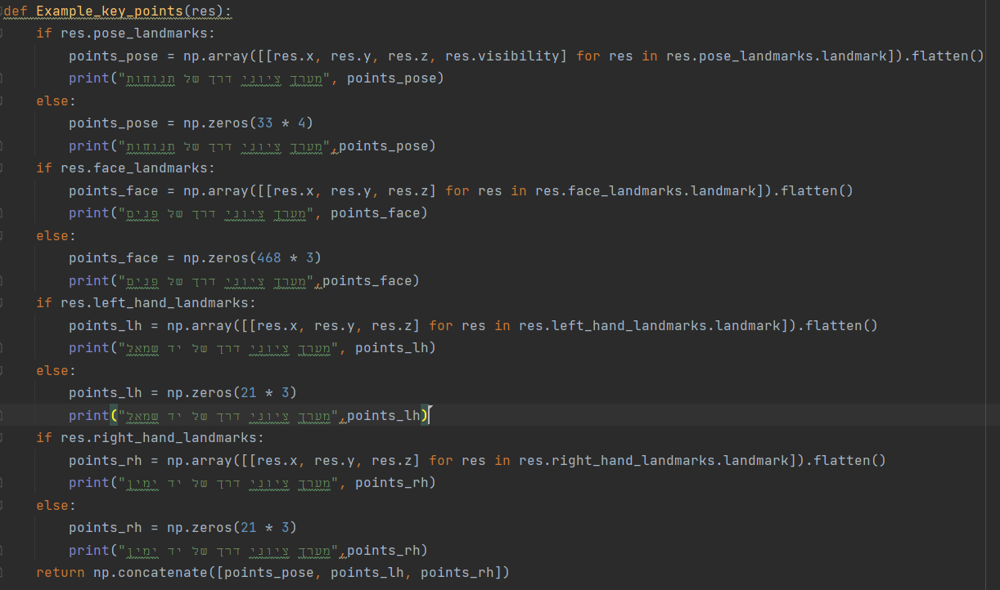 def Example_key_points(res):
    if res.pose_landmarks:
        points_pose = np.array([[res.x, res.y, res.z, res.visibility] for res in res.pose_landmarks.landmark]).flatten()
        print("מערך ציוני דרך של תנוחות", points_pose)
    else:
        points_pose = np.zeros(33 * 4)
        print("מערך ציוני דרך של תנוחות",points_pose)
    if res.face_landmarks:
        points_face = np.array([[res.x, res.y, res.z] for res in res.face_landmarks.landmark]).flatten()
        print("מערך ציוני דרך של פנים", points_face)
    else:
        points_face = np.zeros(468 * 3)
        print("מערך ציוני דרך של פנים",points_face)
    if res.left_hand_landmarks:
        points_lh = np.array([[res.x, res.y, res.z] for res in res.left_hand_landmarks.landmark]).flatten()
        print("מערך ציוני דרך של יד שמאל", points_lh)
    else:
        points_lh = np.zeros(21 * 3)
        print("מערך ציוני דרך של יד שמאל",points_lh)
    if res.right_hand_landmarks:
        points_rh = np.array([[res.x, res.y, res.z] for res in res.right_hand_landmarks.landmark]).flatten()
        print("מערך ציוני דרך של יד ימין", points_rh)
    else:
        points_rh = np.zeros(21 * 3)
        print("מערך ציוני דרך של יד ימין",points_rh)
    return np.concatenate([points_pose, points_lh, points_rh])